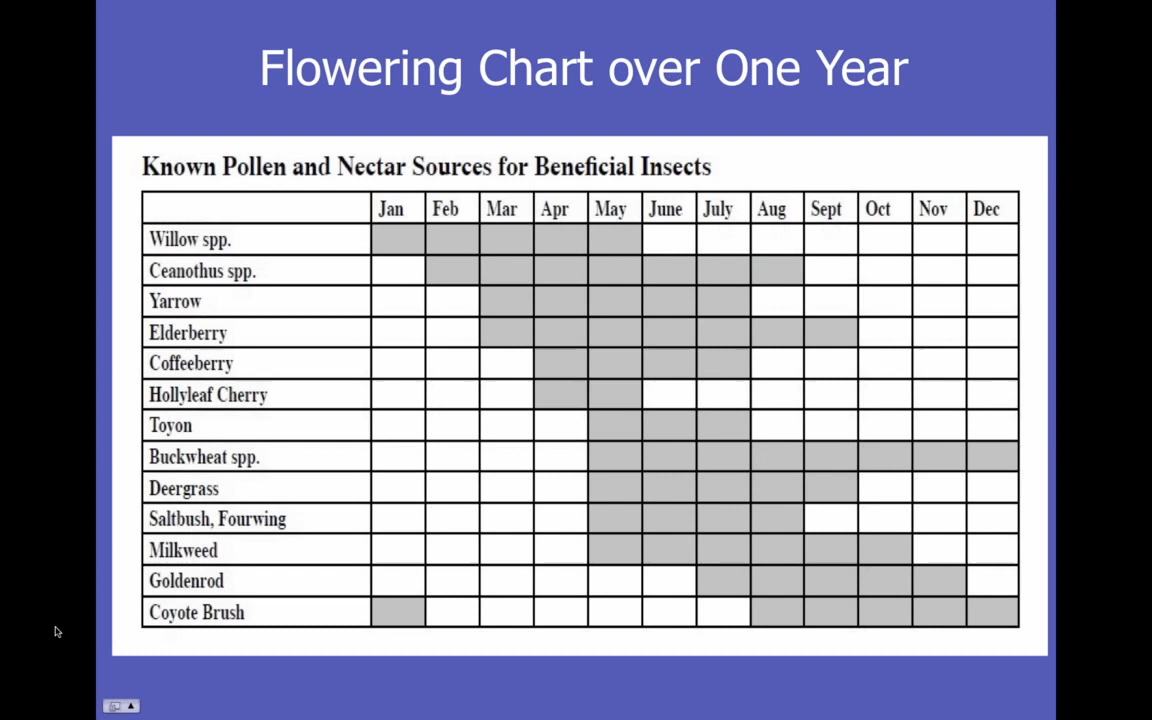 Flowering Chart over One Year
Known Pollen and Nectar Sources for Beneficial Insects
Jan Feb Mar Apr May June July Aug Sept Oct Nov Dec
Willow spp.
Ceanothus spp.
Yarrow
Elderberry
Coffeeberry
Hollyleaf Cherry
Toyon
Buckwheat spp.
Deergrass
Saltbush, Fourwing
Milkweed
Goldenrod
Coyote Brush